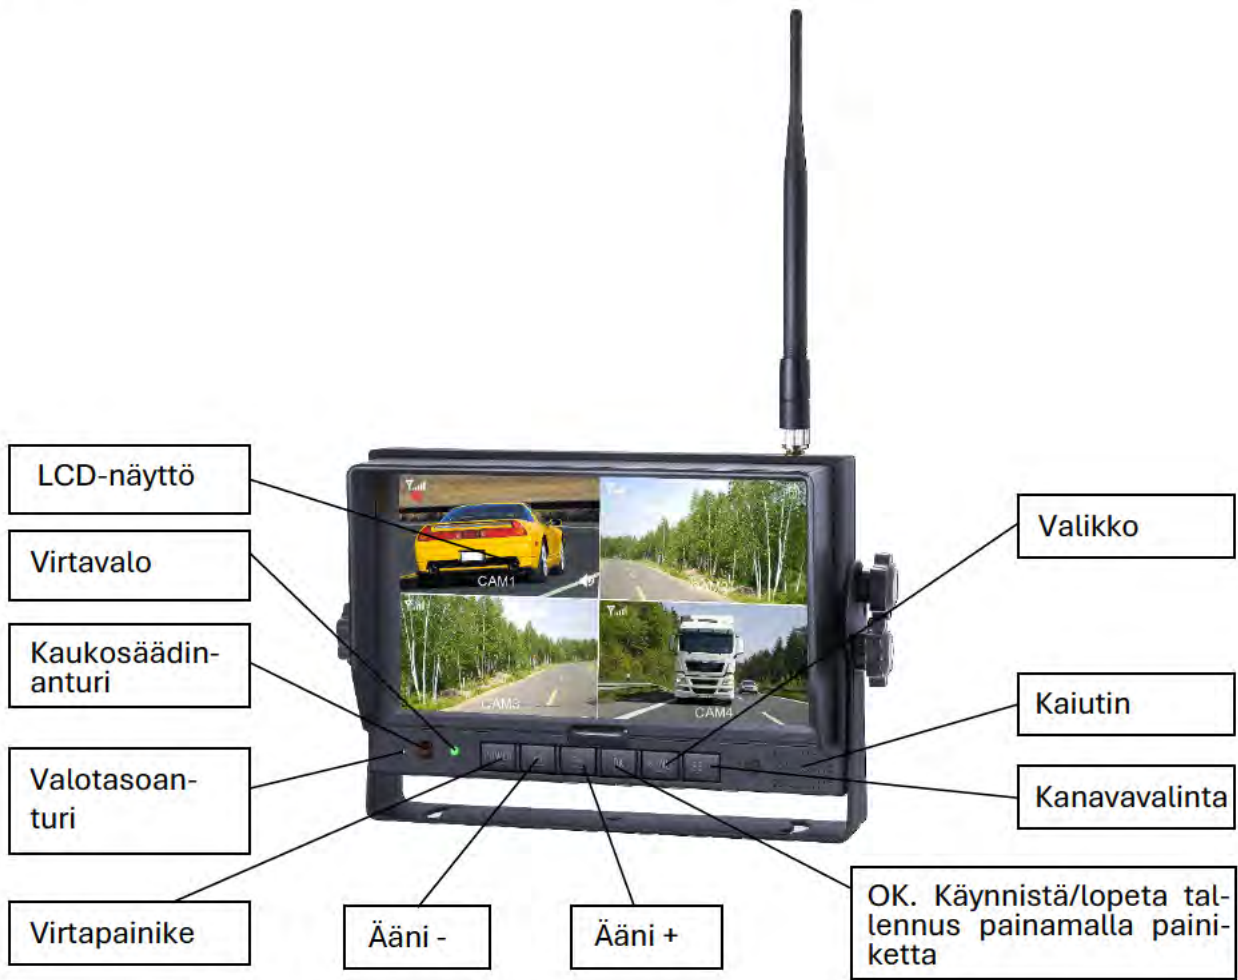 LCD-näyttö
Virtavalo
Kaukosäädin-
anturi
Valotasoan-
turi
Virtapainike
Ääni -
Ääni +
OK. Käynnistä/lopeta tal-
lennus painamalla paini-
ketta
Kanavavalinta
Kaiutin
Valikko
CAM1
CAM3
CAM4